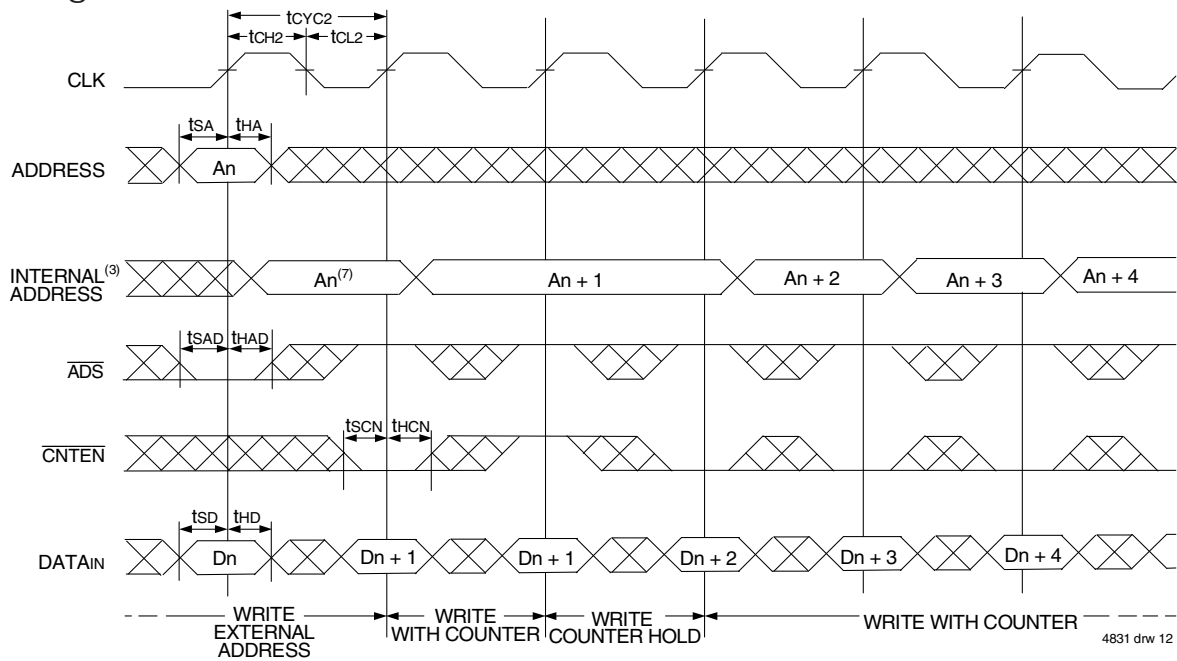 tCYC2
tCH2 tCL2
CLK
tSA tHA
ADDRESS An
INTERNAL(3) ADDRESS An(7) An + 1 An + 2 An + 3 An + 4
tSAD tHAD
ADS
tSCN tHCN
CNTEN
tSD tHD
DATAIN Dn Dn + 1 Dn + 1 Dn + 2 Dn + 3 Dn + 4
WRITE EXTERNAL ADDRESS
WRITE WITH COUNTER
WRITE COUNTER HOLD
WRITE WITH COUNTER
4831 drw 12